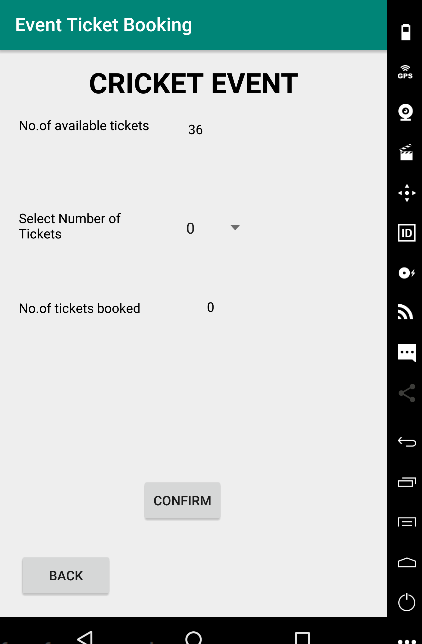 Event Ticket Booking
CRICKET EVENT
No.of available tickets
36
Select Number of
Tickets
0
No.of tickets booked
0
CONFIRM
BACK
GPS
ID